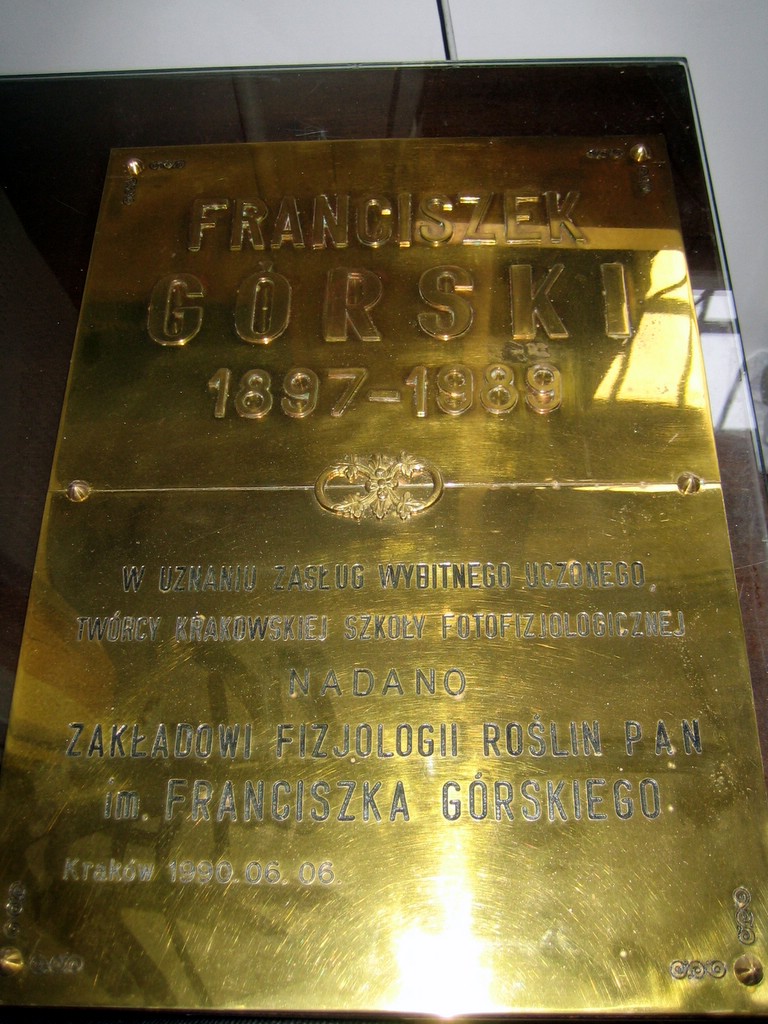 FRANCISZEK
GÓRSKI
1897-1989
W UZNANIU ZASŁUG WYBITNEGO UCZONEGO,
TWÓRCY KRAKOWSKIEJ SZKOŁY FOTOFIZJOLOGICZNEJ
NADANO
ZAKŁADOWI FIZJOLOGII ROŚLIN PAN
im. FRANCISZKA GÓRSKIEGO
Kraków 1990.06.06.